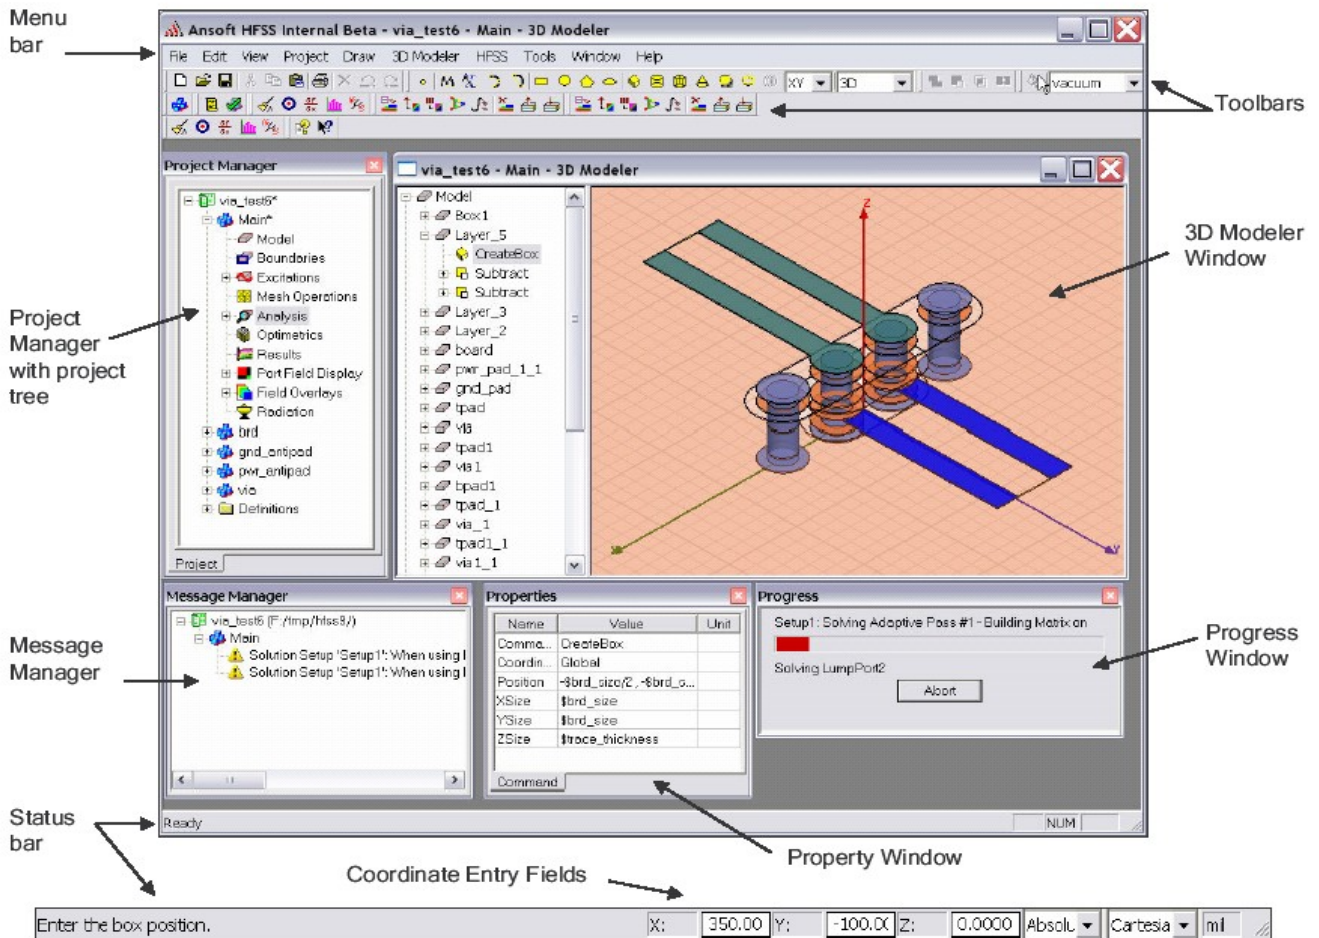 Menu bar
Ansoft HFSS Internal Beta - via_test6 - Main - 3D Modeler
File Edit View Project Draw 3D Modeler HFSS Tools Window Help
XY 3D vacuum
Toolbars
Project Manager
via_test6*
Main*
Model
Boundaries
Excitations
Mesh Operations
Analysis
Optimetrics
Results
Port Field Display
Field Overlays
Radiation
brd
gnd_antipad
pwr_antipad
via
Definitions
Project
Project Manager with project tree
via_test6 - Main - 3D Modeler
Model
Box1
Layer_5
CreateBox
Subtract
Subtract
Layer_3
Layer_2
board
pwr_pad_1_1
gnd_pad
tpad
via
tpad1
via1
bpad1
tpad_1
via_1
tpad1_1
via1_1
Z
Y
3D Modeler Window
Message Manager
via_test6 (F:/tmp/hfss9/)
Main
Solution Setup 'Setup1': When using l
Solution Setup 'Setup1': When using l
Message Manager
Properties
Name Value Unit
Comma... CreateBox
Coordin... Global
Position -$brd_size/2 , -$brd_s...
XSize $brd_size
YSize $brd_size
ZSize $trace_thickness
Command
Progress
Setup1: Solving Adaptive Pass #1 - Building Matrix on
Solving LumpPort2
Abort
Progress Window
Status bar
Ready
NUM
Property Window
Coordinate Entry Fields
Enter the box position. X: 350.00 Y: -100.0( Z: 0.0000 Absolu Cartesia mil